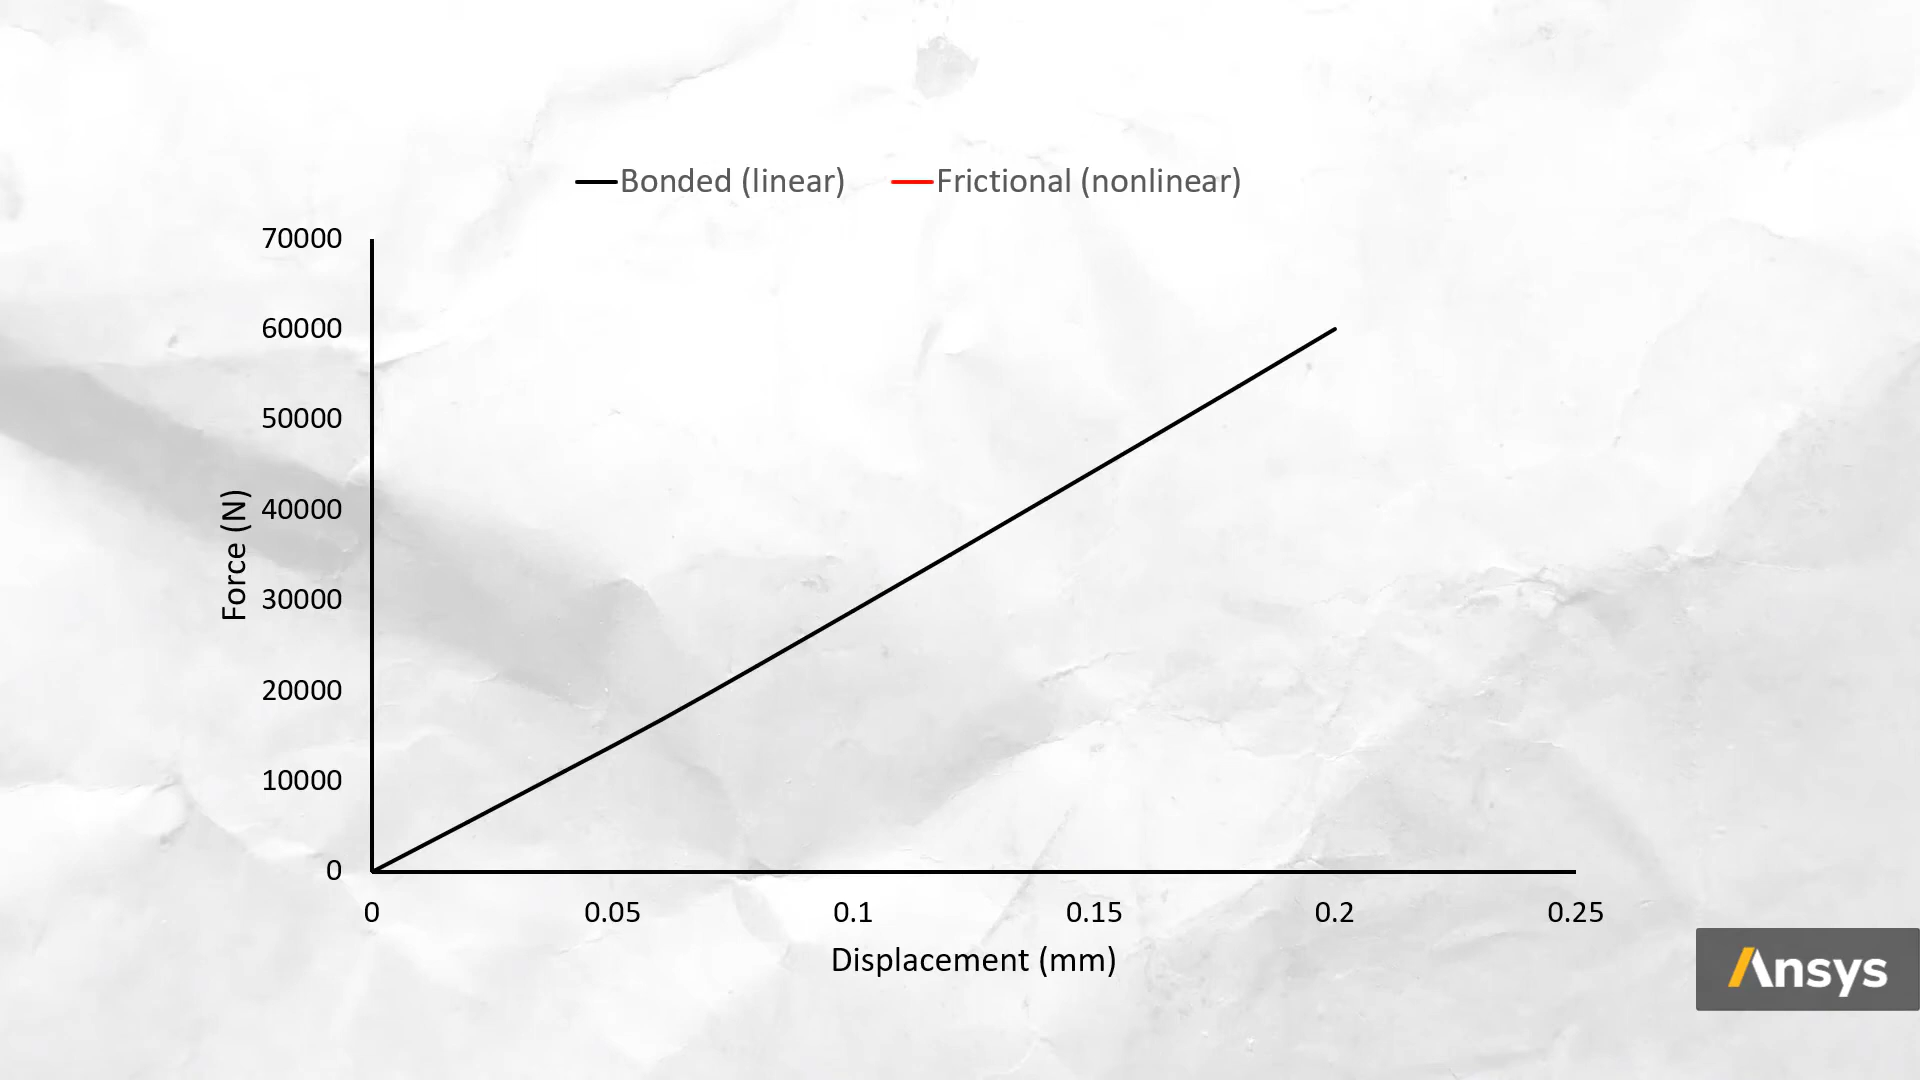 Bonded (linear) Frictional (nonlinear)
70000
60000
50000
40000
30000
20000
10000
0
Force (N)
0 0.05 0.1 0.15 0.2 0.25
Displacement (mm)
Ansys